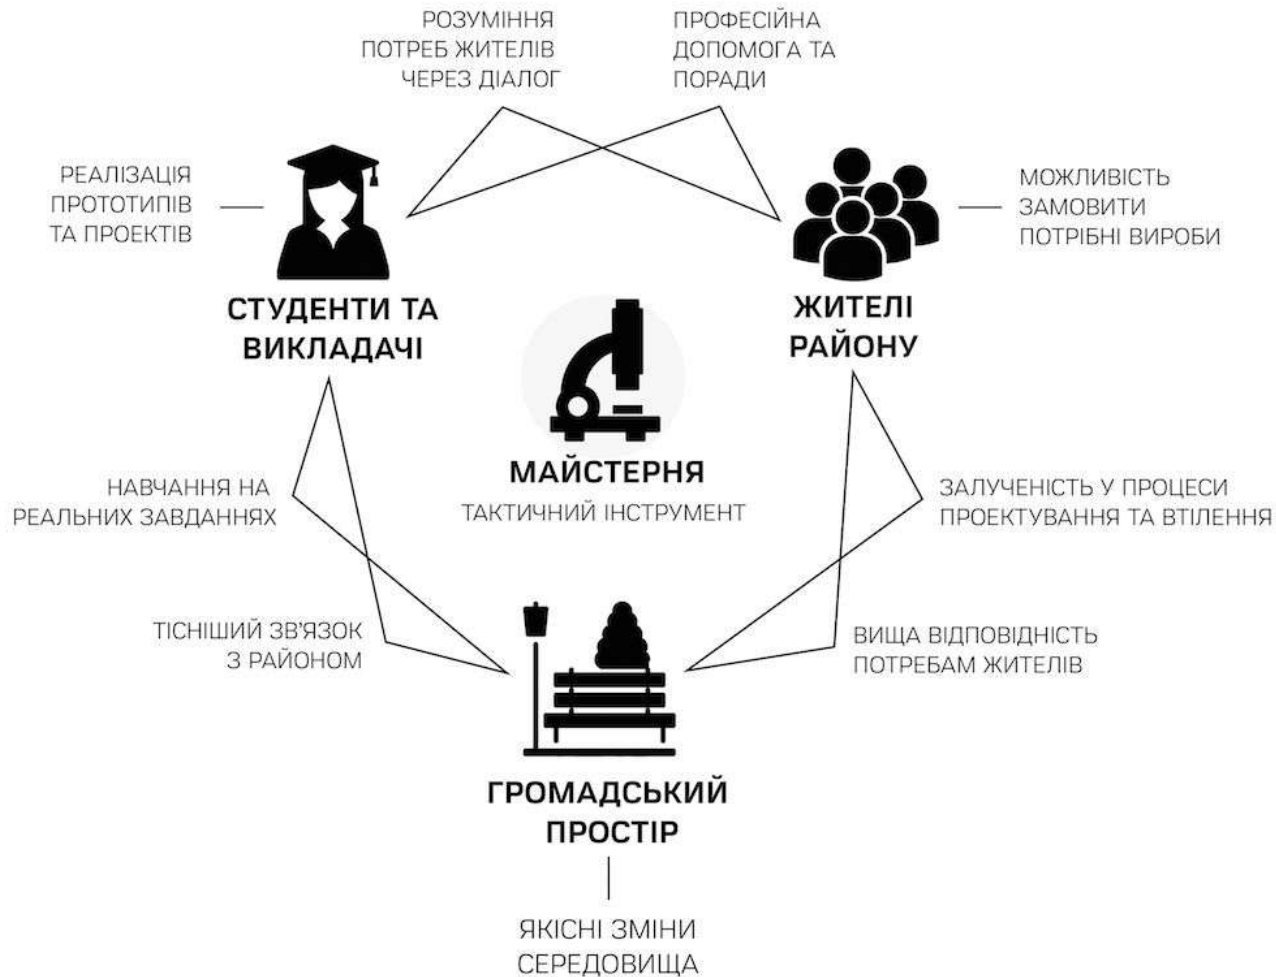 РОЗУМІННЯ
ПОТРЕБ ЖИТЕЛІВ
ЧЕРЕЗ ДІАЛОГ
ПРОФЕСІЙНА
ДОПОМОГА ТА
ПОРАДИ
РЕАЛІЗАЦІЯ
ПРОТОТИПІВ
ТА ПРОЕКТІВ
МОЖЛИВІСТЬ
ЗАМОВИТИ
ПОТРІБНІ ВИРОБИ
СТУДЕНТИ ТА
ВИКЛАДАЧІ
ЖИТЕЛІ
РАЙОНУ
МАЙСТЕРНЯ
ТАКТИЧНИЙ ІНСТРУМЕНТ
НАВЧАННЯ НА
РЕАЛЬНИХ ЗАВДАННЯХ
ЗАЛУЧЕНІСТЬ У ПРОЦЕСИ
ПРОЕКТУВАННЯ ТА ВТІЛЕННЯ
ТІСНІШИЙ ЗВ'ЯЗОК
З РАЙОНОМ
ВИЩА ВІДПОВІДНІСТЬ
ПОТРЕБАМ ЖИТЕЛІВ
ГРОМАДСЬКИЙ
ПРОСТІР
ЯКІСНІ ЗМІНИ
СЕРЕДОВИЩА